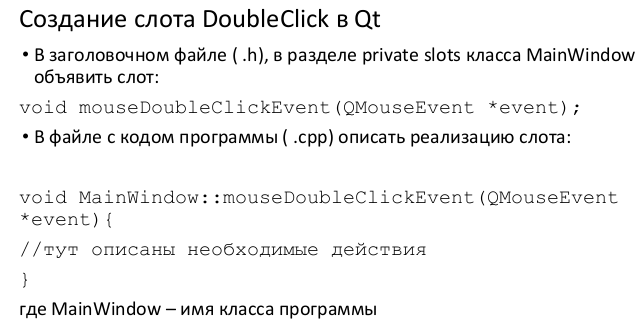 Создание слота DoubleClick в Qt
• В заголовочном файле ( .h), в разделе private slots класса MainWindow
объявить слот:
void mouseDoubleClickEvent(QMouseEvent *event);
• В файле с кодом программы ( .cpp) описать реализацию слота:
void MainWindow::mouseDoubleClickEvent(QMouseEvent
*event){
//тут описаны необходимые действия
}
где MainWindow – имя класса программы